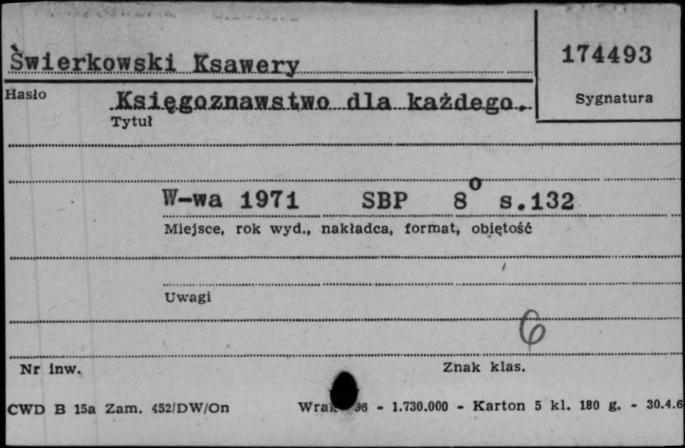 Świerkowski Ksawery
174493
Hasło
Sygnatura
Księgoznawstwo dla każdego.
Tytuł
W-wa 1971 SBP 8° s.132
Miejsce, rok wyd., nakładca, format, objętość
Uwagi
6
Nr inw.
Znak klas.
CWD B 15a Zam. 452/DW/On 96 - 1.730.000 - Karton 5 kl. 180 g. - 30.4.6